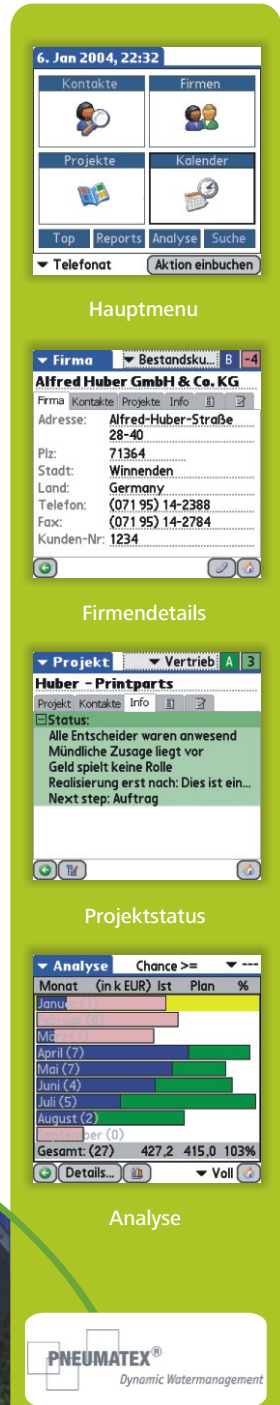 6. Jan 2004, 22:32
Kontakte Firmen
Projekte Kalender
Top Reports Analyse Suche
Telefonat Aktion einbuchen
Hauptmenu
Firma Bestandsku... B -4
Alfred Huber GmbH & Co. KG
Firma Kontakte Projekte Info
Adresse: Alfred-Huber-Straße
28-40
Plz: 71364
Stadt: Winnenden
Land: Germany
Telefon: (071 95) 14-2388
Fax: (071 95) 14-2784
Kunden-Nr: 1234
Firmendetails
Projekt Vertrieb A 3
Huber - Printparts
Projekt Kontakte Info
Status:
Alle Entscheider waren anwesend
Mündliche Zusage liegt vor
Geld spielt keine Rolle
Realisierung erst nach: Dies ist ein...
Next step: Auftrag
Projektstatus
Analyse Chance >= ---
Monat (in k EUR) Ist Plan %
Januar
Februar (0)
März
April (7)
Mai (7)
Juni (4)
Juli (5)
August (2)
September (0)
Gesamt: (27) 427,2 415,0 103%
Details... Voll
Analyse
PNEUMATEX®
Dynamic Watermanagement